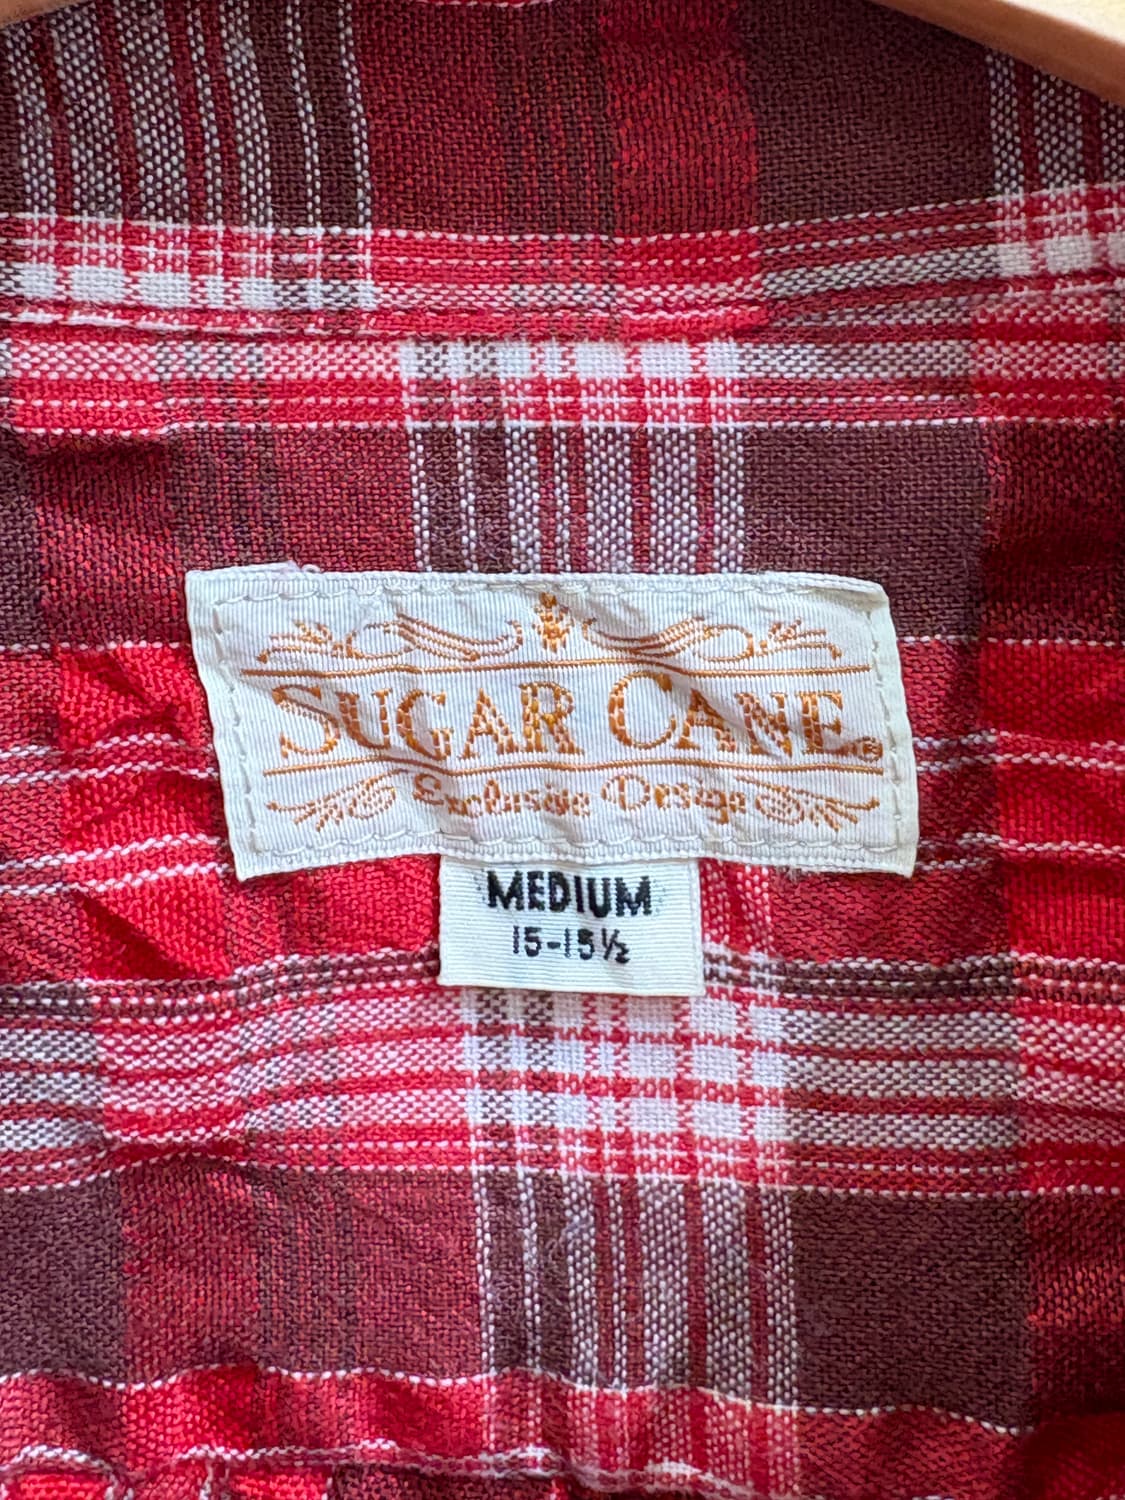 SUGAR CANE®
Exclusive Design
MEDIUM
15-15½